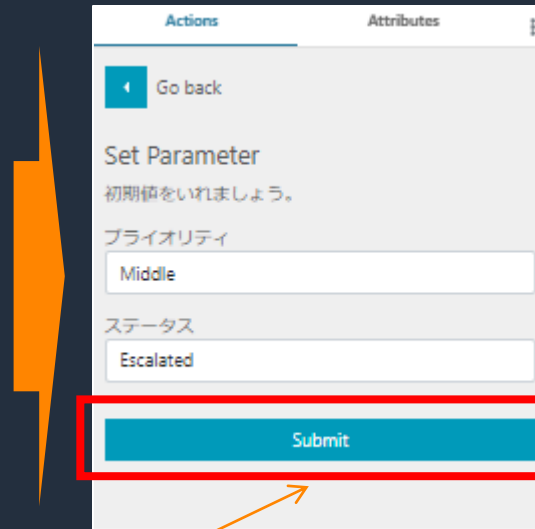 Actions
Attributes
Go back
Set Parameter
初期値をいれましょう。
プライオリティ
Middle
ステータス
Escalated
Submit